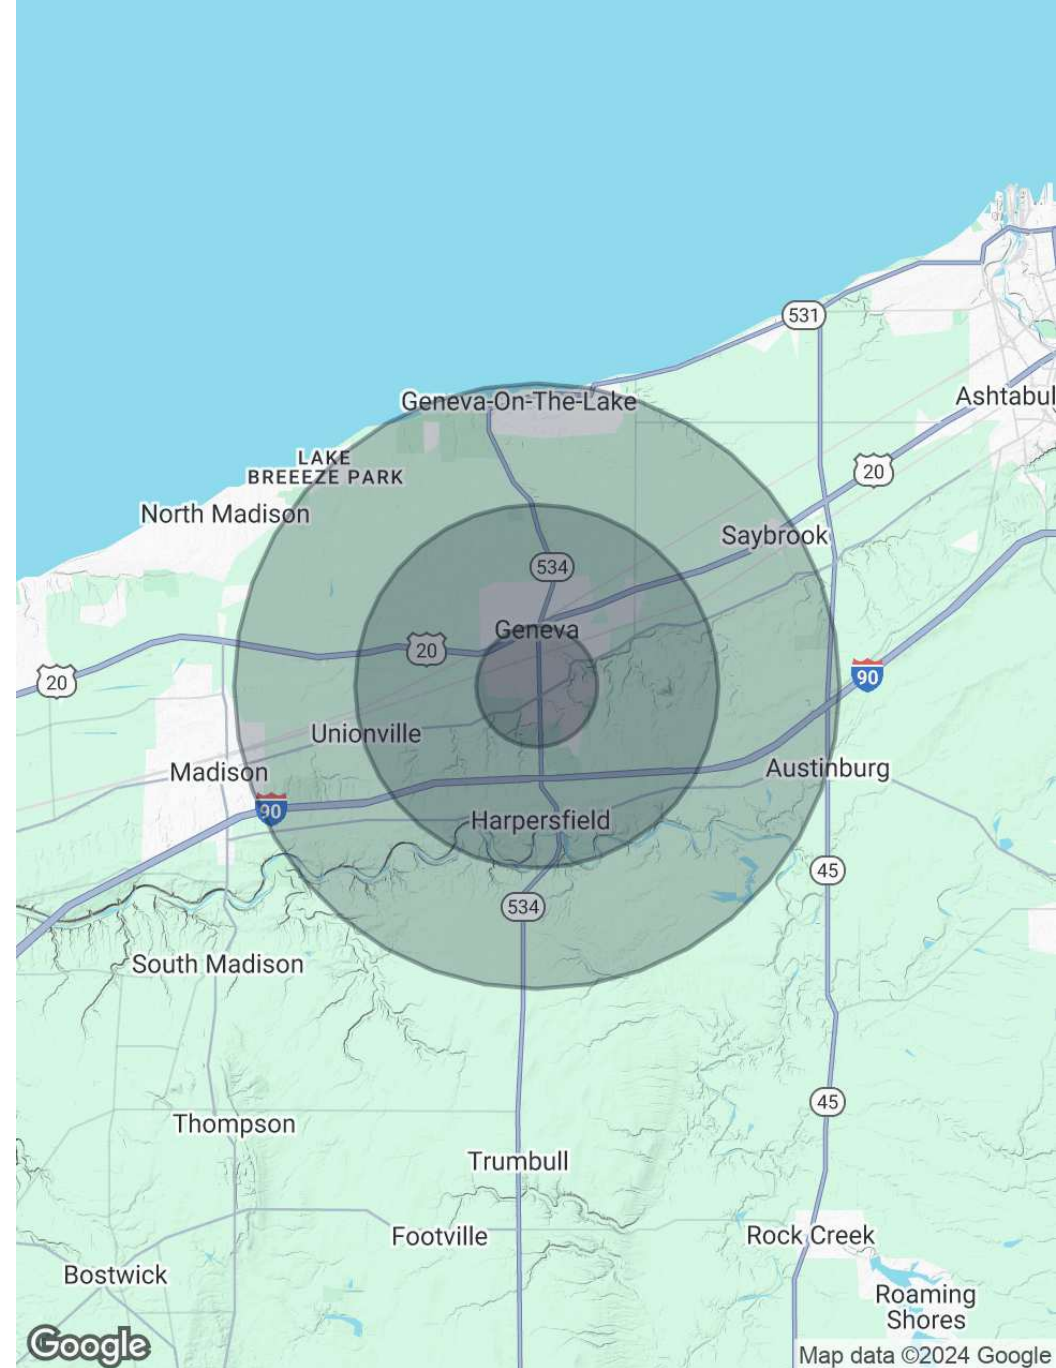 531
Ashtabul
Geneva-On-The-Lake
LAKE
BREEEZE PARK
20
North Madison
Saybrook
534
Geneva
20
20
90
Unionville
Madison
Austinburg
90
Harpersfield
45
534
South Madison
45
Thompson
Trumbull
Footville
Rock Creek
Bostwick
Roaming
Shores
Google
Map data ©2024 Google